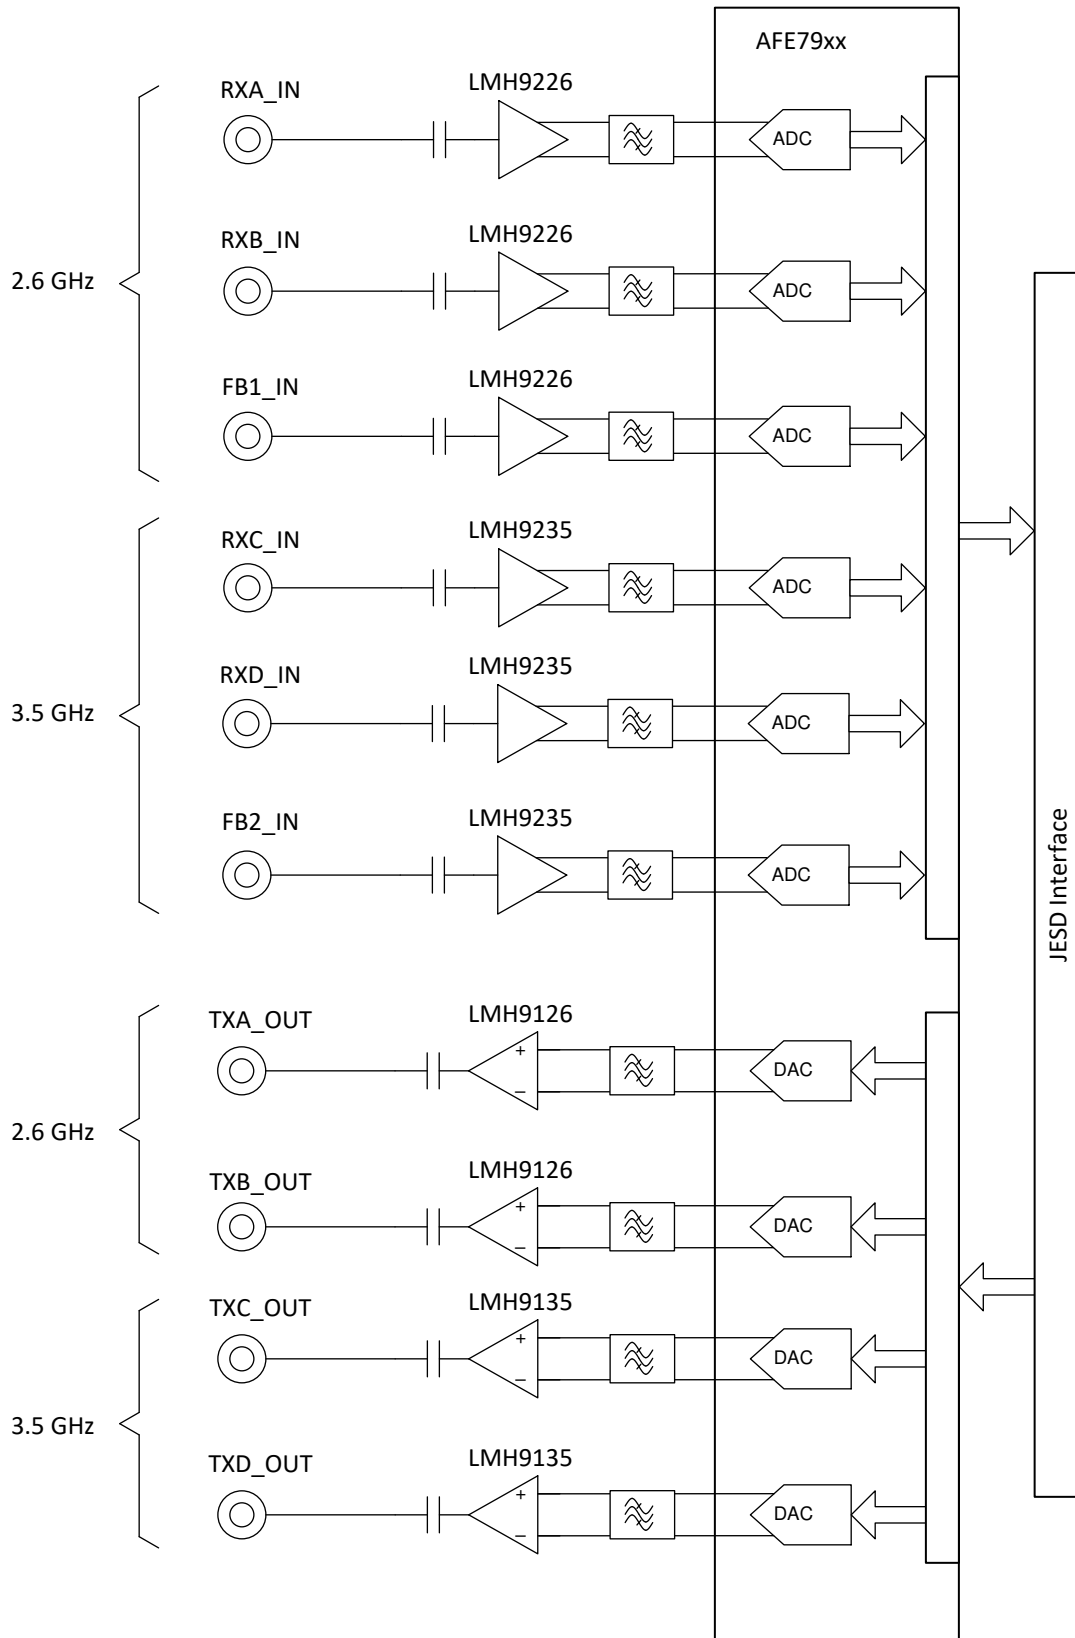 AFE79xx
RXA_IN
LMH9226
ADC
RXB_IN
LMH9226
ADC
2.6 GHz
FB1_IN
LMH9226
ADC
RXC_IN
LMH9235
ADC
RXD_IN
LMH9235
ADC
3.5 GHz
FB2_IN
LMH9235
ADC
JESD Interface
TXA_OUT
LMH9126
+
–
DAC
2.6 GHz
TXB_OUT
LMH9126
+
–
DAC
TXC_OUT
LMH9135
+
–
DAC
3.5 GHz
TXD_OUT
LMH9135
+
–
DAC